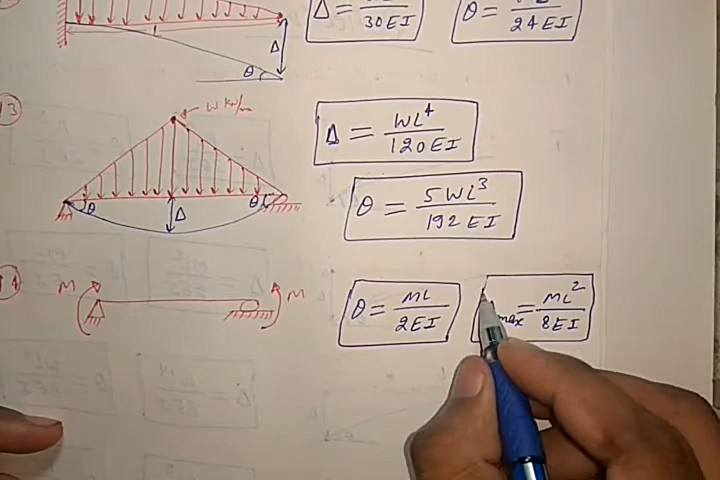 Δ = /30EI
θ = /24EI
L
Δ
θ
13
W KN/m
Δ = WL⁴/120EI
θ
θ
Δ
θ = 5WL³/192EI
14
M
M
θ = ML/2EI
max = ML²/8EI